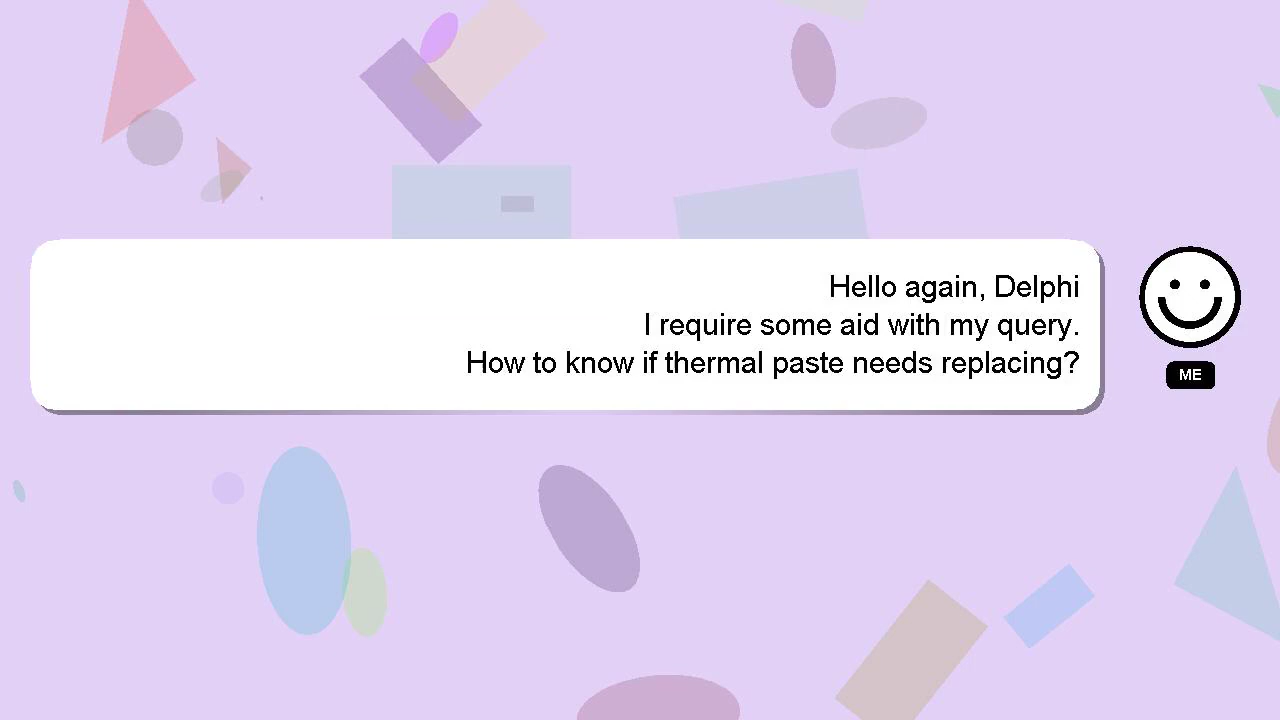 Hello again, Delphi
I require some aid with my query.
How to know if thermal paste needs replacing?
ME